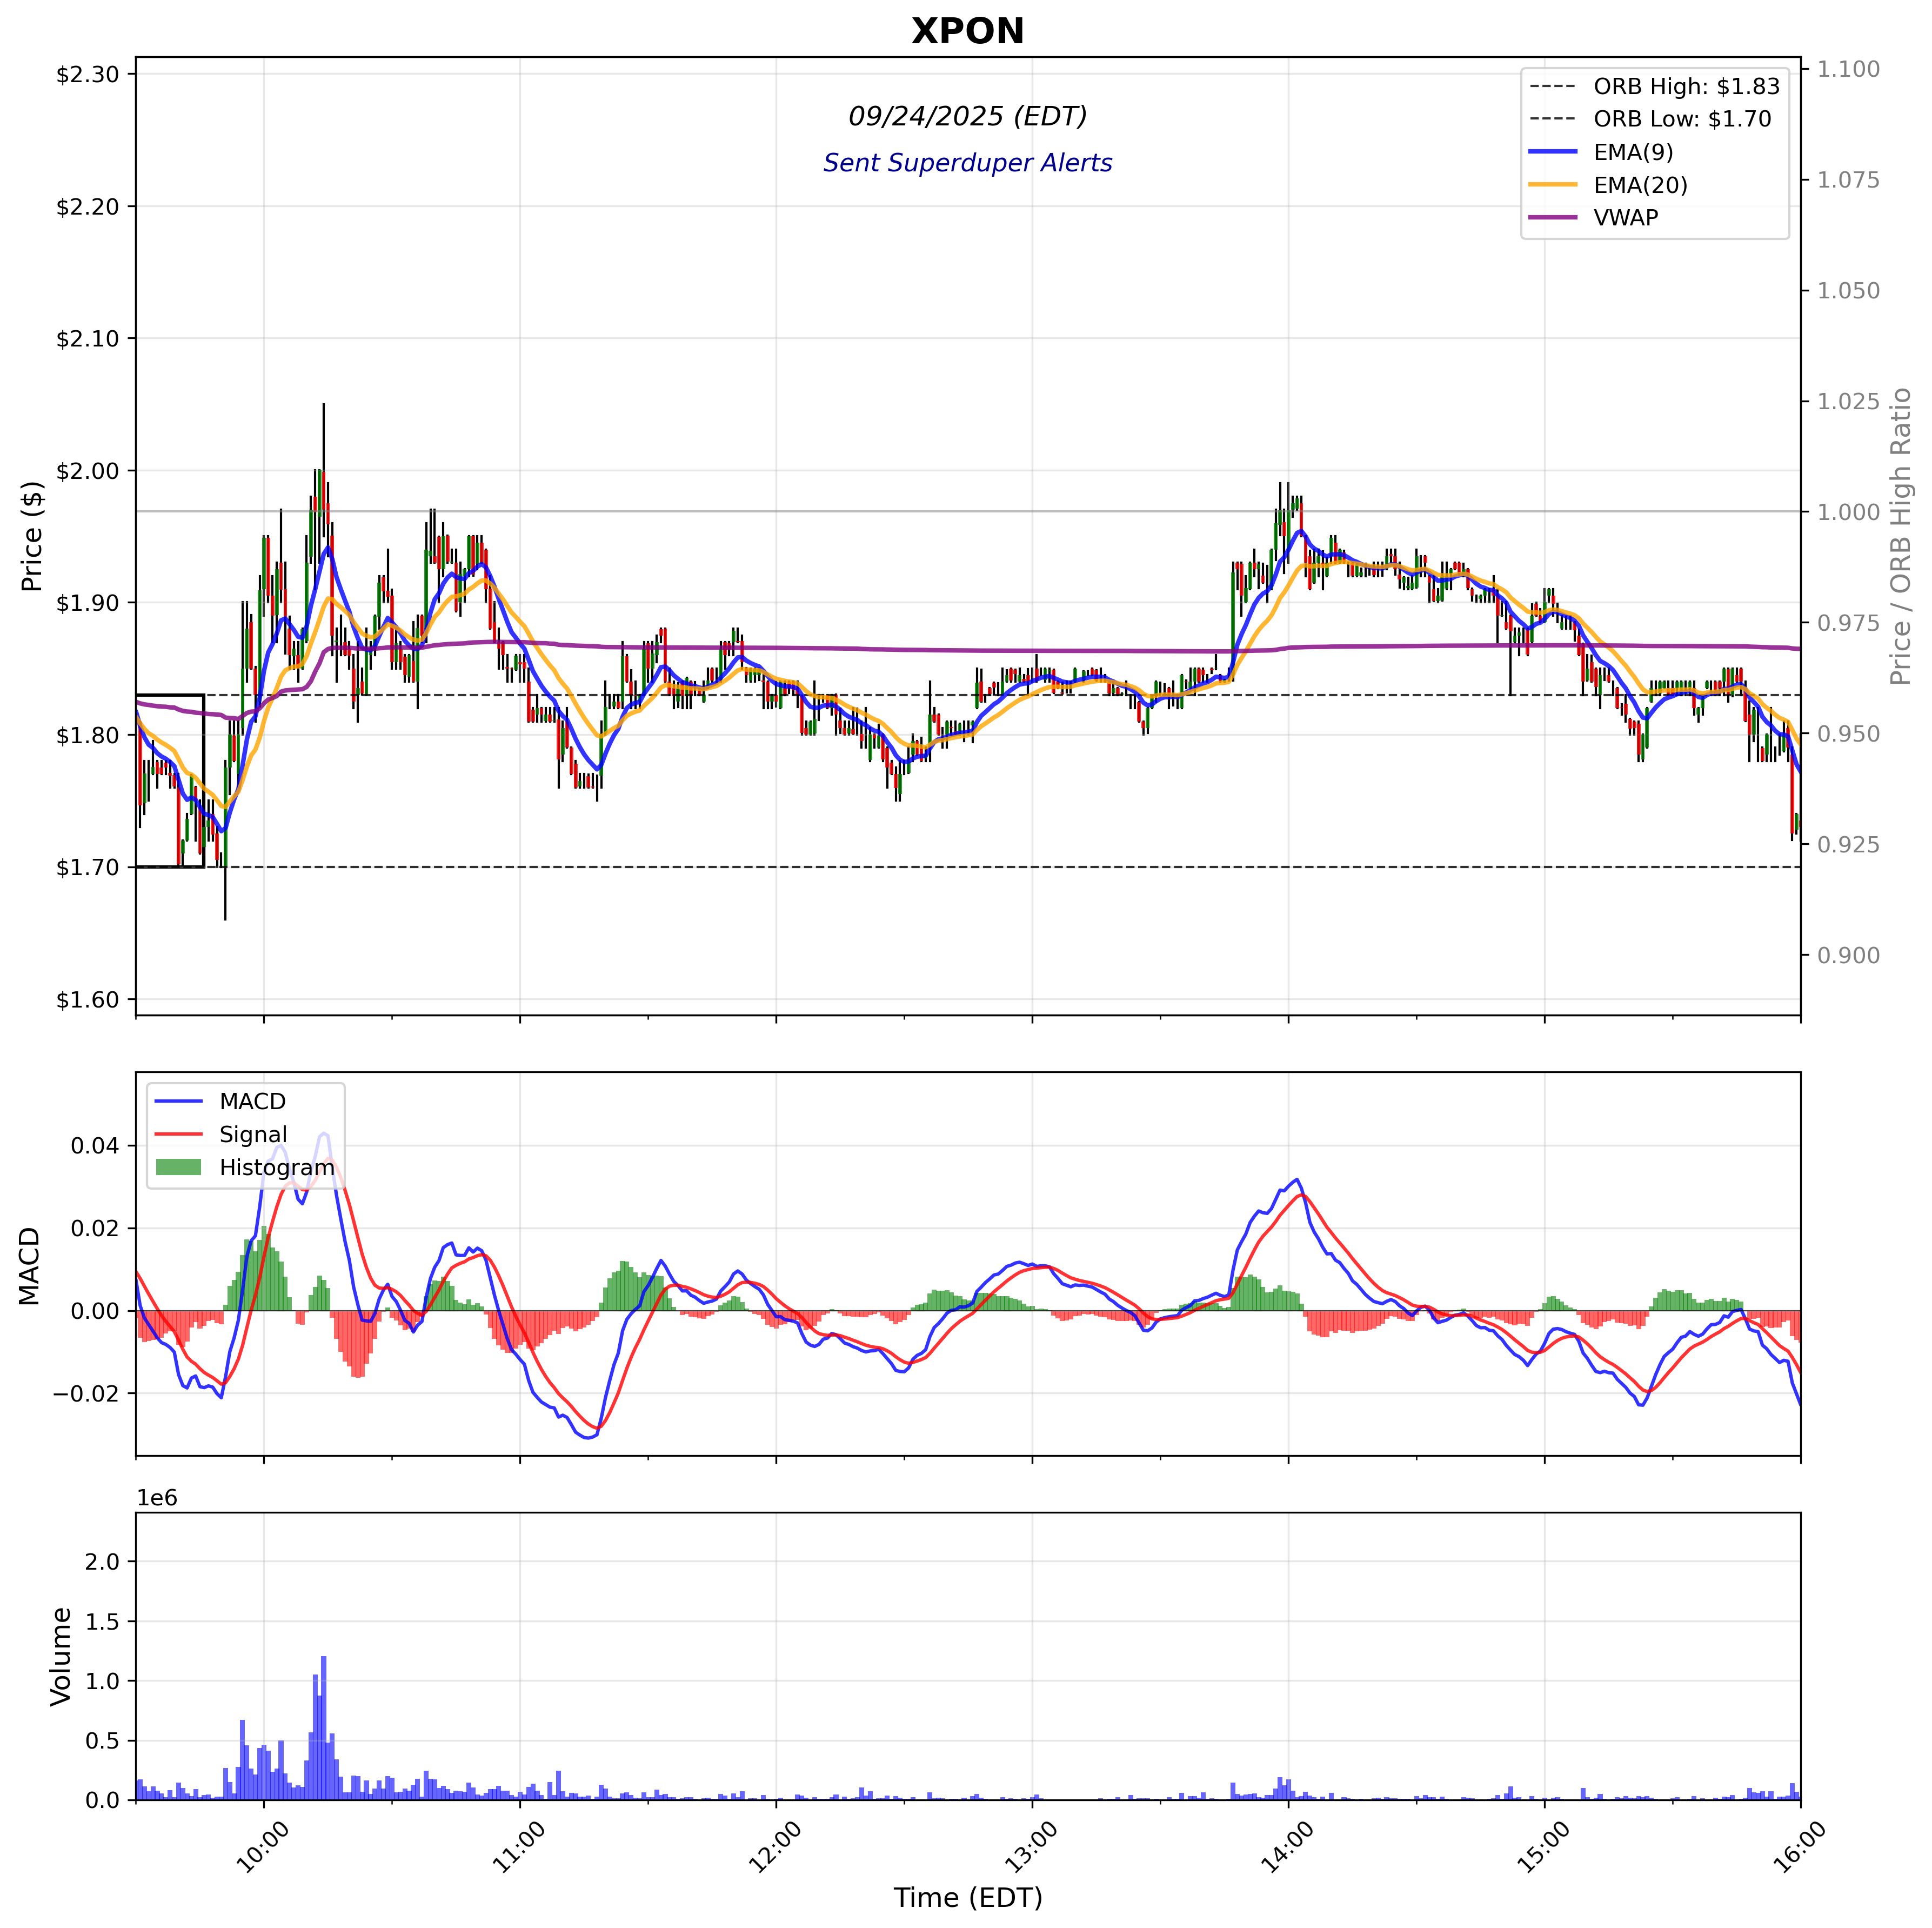 XPON
09/24/2025 (EDT)
Sent Superduper Alerts
ORB High: $1.83
ORB Low: $1.70
EMA(9)
EMA(20)
VWAP
Price ($)
$2.30
$2.20
$2.10
$2.00
$1.90
$1.80
$1.70
$1.60
Price / ORB High Ratio
1.100
1.075
1.050
1.025
1.000
0.975
0.950
0.925
0.900
MACD
Signal
Histogram
MACD
0.04
0.02
0.00
−0.02
1e6
Volume
2.0
1.5
1.0
0.5
0.0
10:00
11:00
12:00
13:00
14:00
15:00
16:00
Time (EDT)